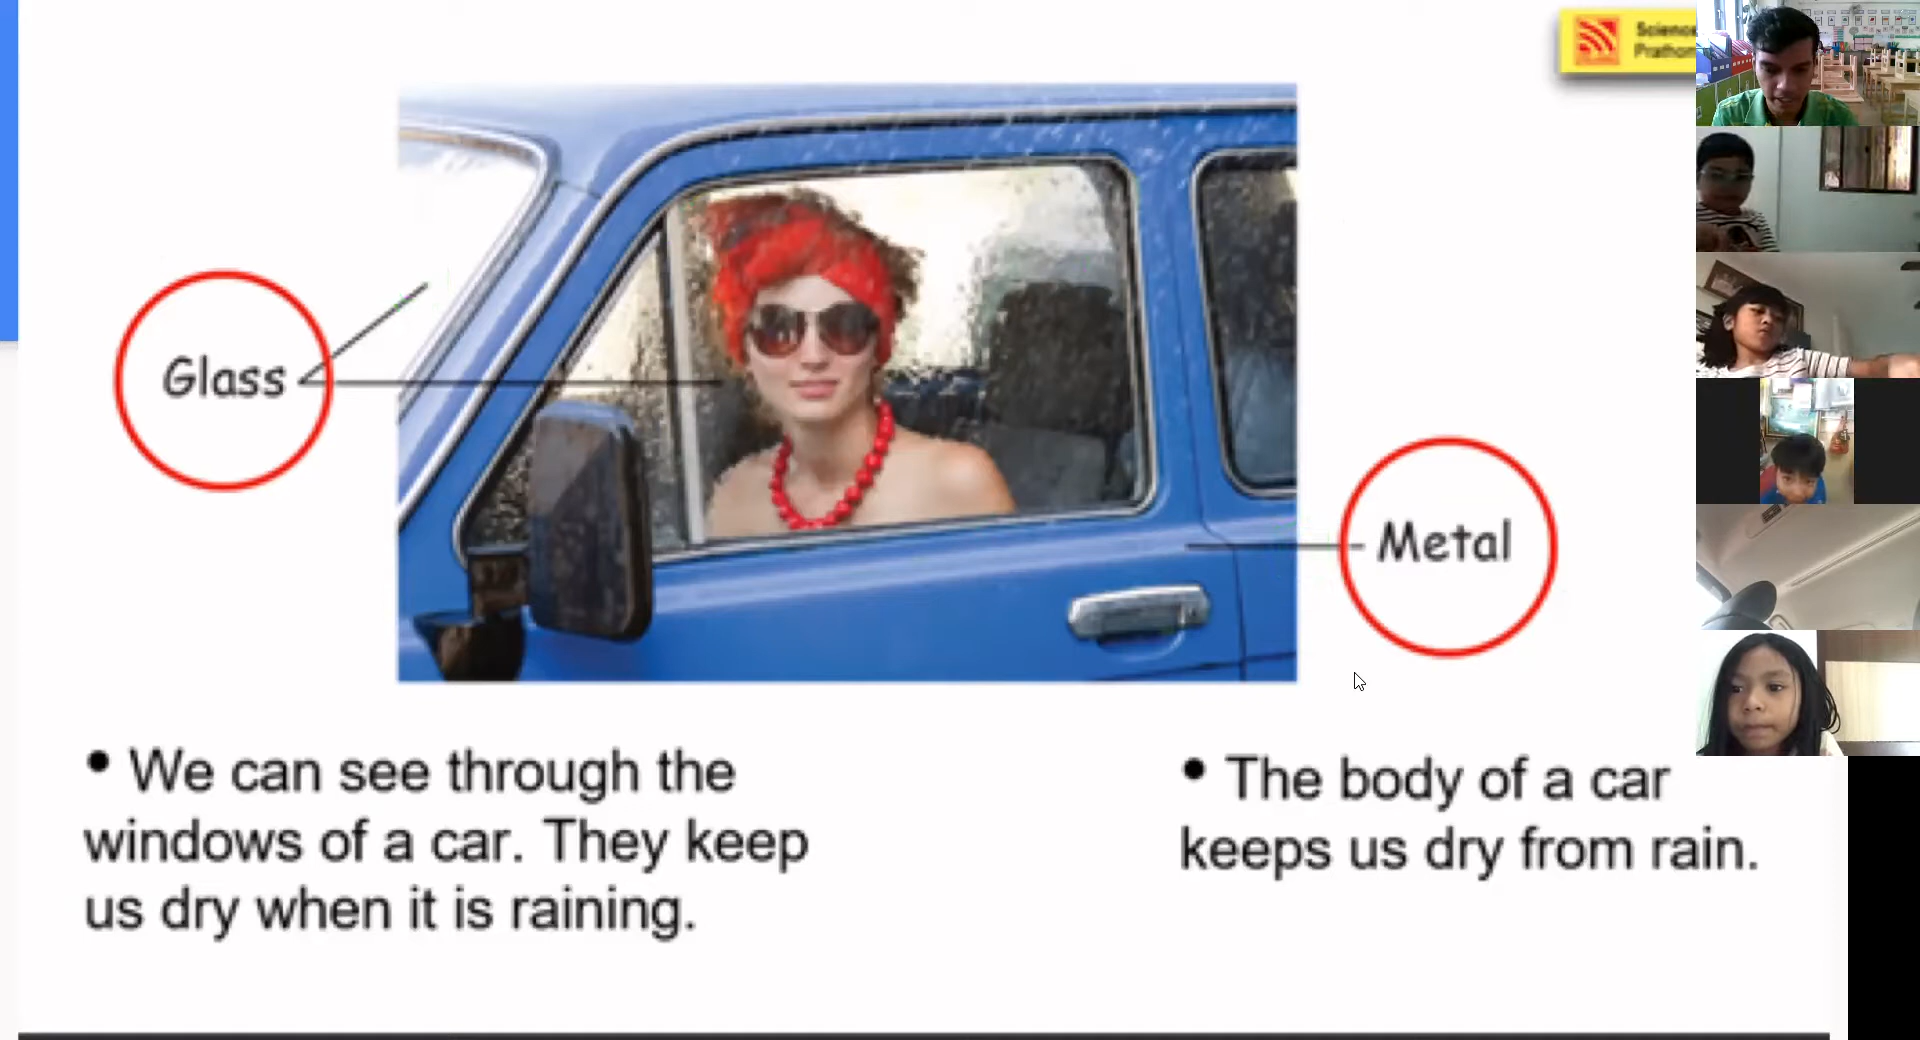 Science
Glass
Metal
• We can see through the
windows of a car. They keep
us dry when it is raining.
• The body of a car
keeps us dry from rain.